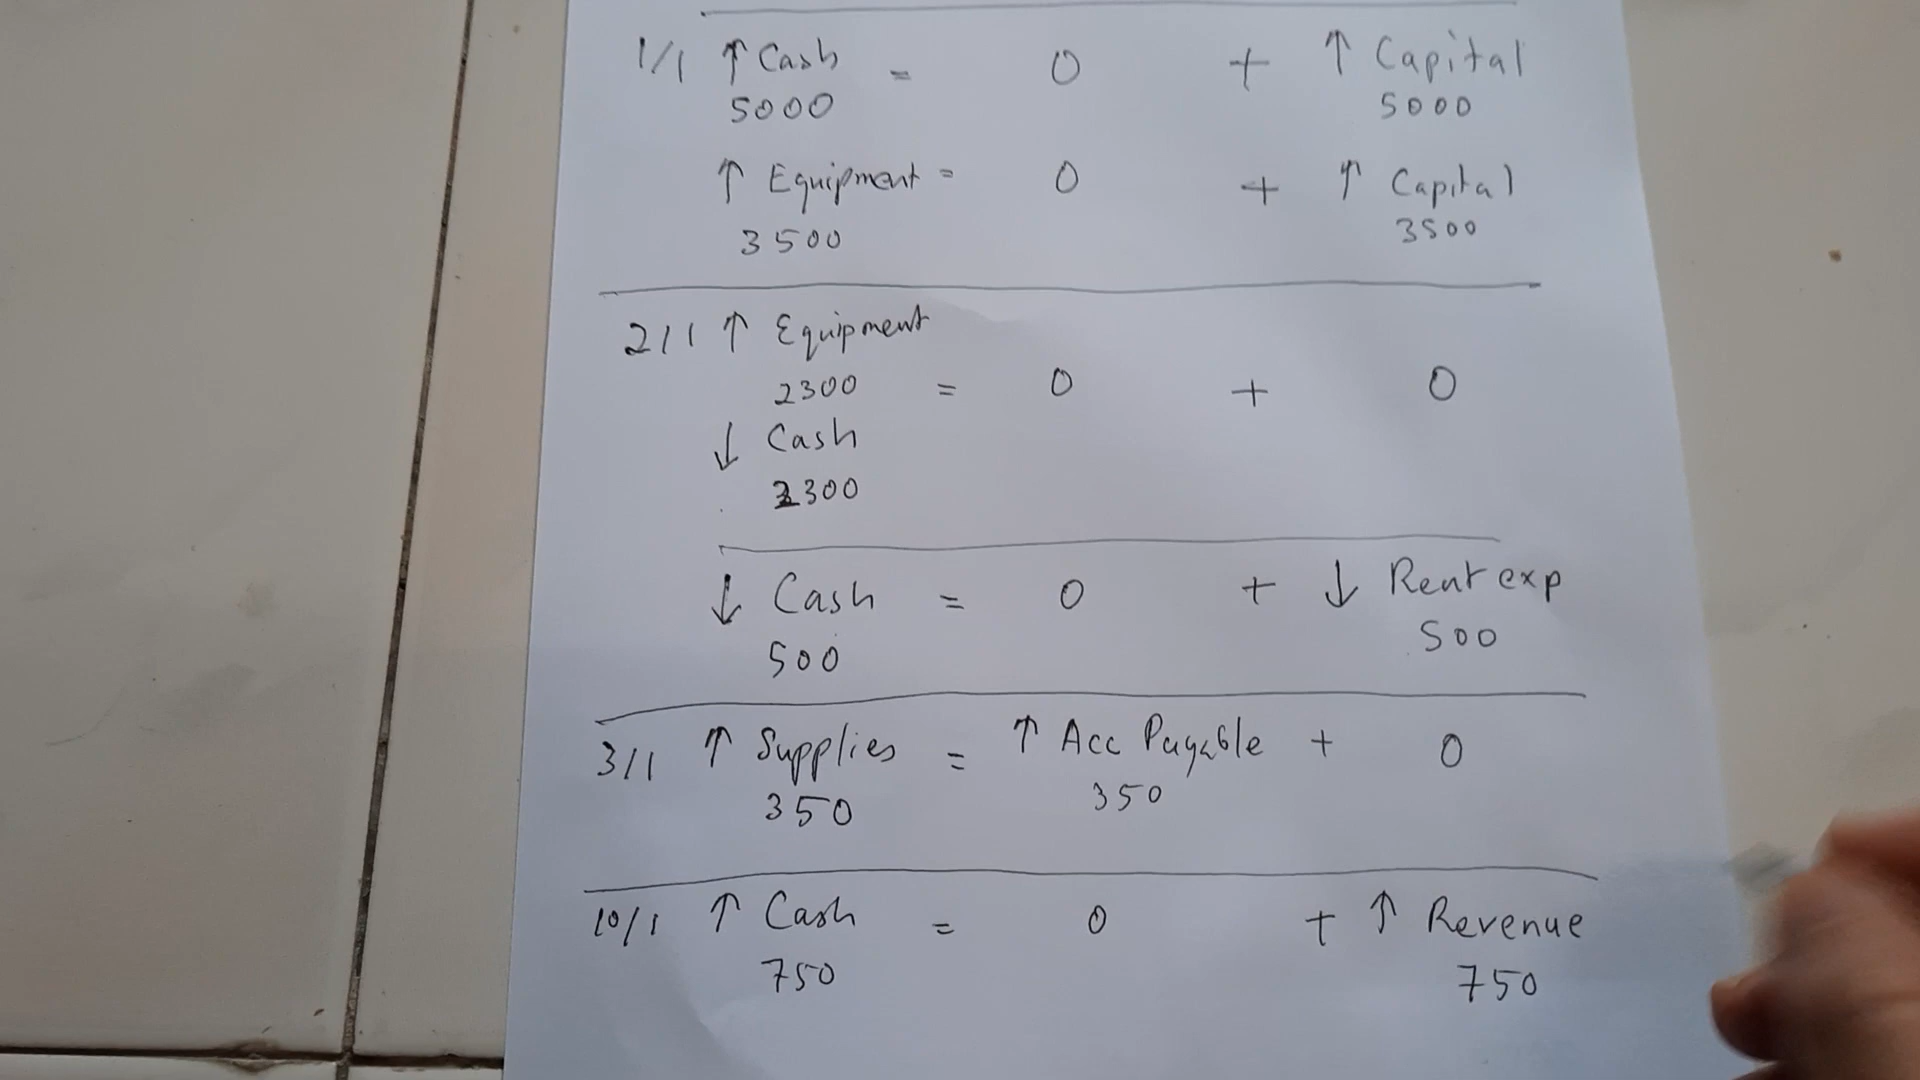 1/1 ↑ Cash = 0 + ↑ Capital
5000 5000
↑ Equipment = 0 + ↑ Capital
3500 3500
2/1 ↑ Equipment
2300 = 0 + 0
↓ Cash
2300
↓ Cash = 0 + ↓ Rent exp
500 500
3/1 ↑ Supplies = ↑ Acc Payable + 0
350 350
10/1 ↑ Cash = 0 + ↑ Revenue
750 750